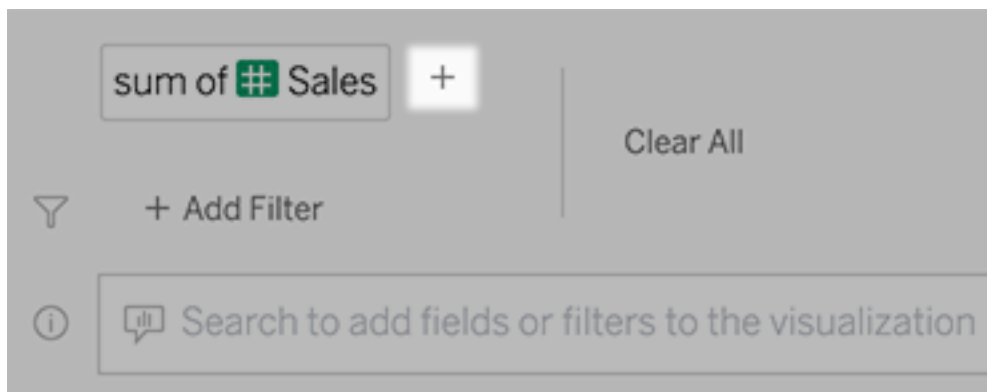 sum of # Sales +
Clear All
+ Add Filter
Search to add fields or filters to the visualization